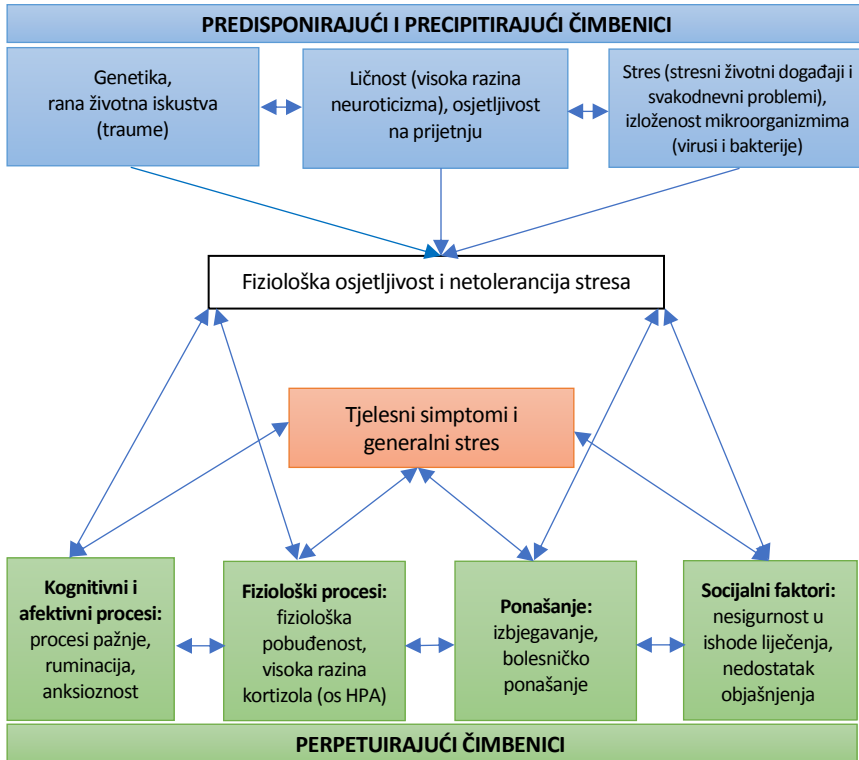 PREDISPONIRAJUĆI I PRECIPITIRAJUĆI ČIMBENICI
Genetika,
rana životna iskustva
(traume)
Ličnost (visoka razina
neuroticizma), osjetljivost
na prijetnju
Stres (stresni životni događaji i
svakodnevni problemi),
izloženost mikroorganizmima
(virusi i bakterije)
Fiziološka osjetljivost i netolerancija stresa
Tjelesni simptomi i
generalni stres
Kognitivni i
afektivni procesi:
procesi pažnje,
ruminacija,
anksioznost
Fiziološki procesi:
fiziološka
pobuđenost,
visoka razina
kortizola (os HPA)
Ponašanje:
izbjegavanje,
bolesničko
ponašanje
Socijalni faktori:
nesigurnost u
ishode liječenja,
nedostatak
objašnjenja
PERPETUIRAJUĆI ČIMBENICI